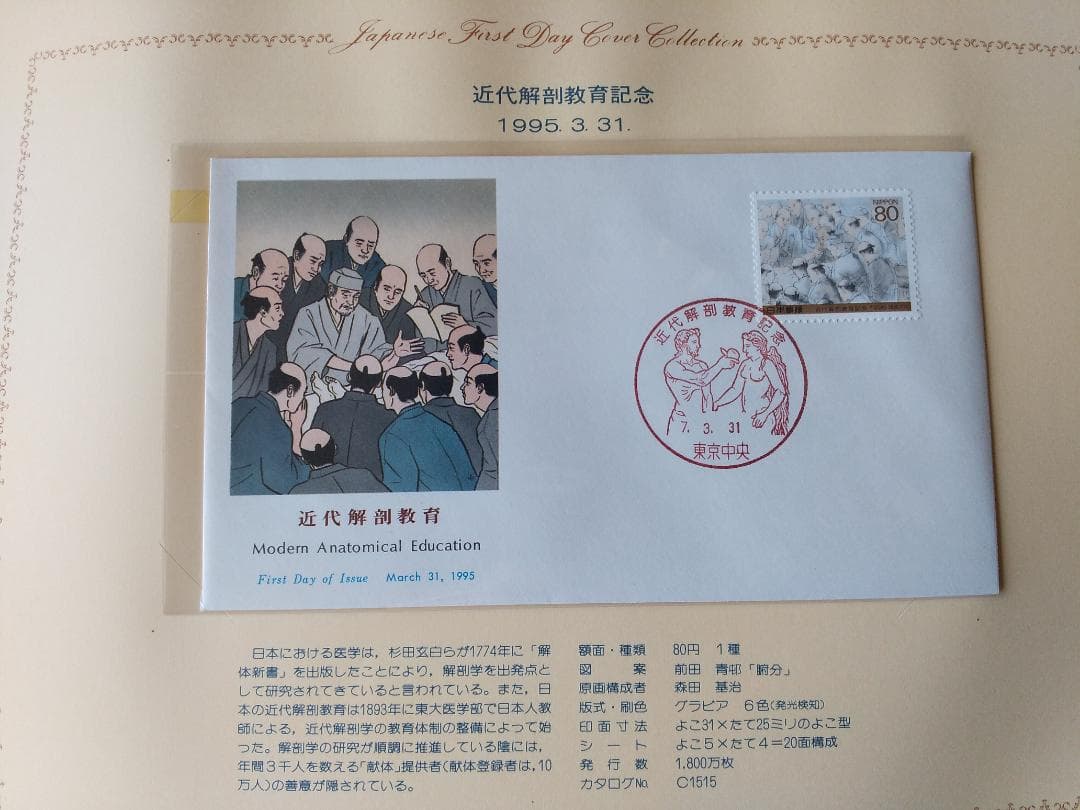 Japanese First Day Cover Collection
近代解剖教育記念
1995. 3. 31.
NIPPON
80
日本郵便
近代解剖教育記念
7. 3. 31
東京中央
近代解剖教育
Modern Anatomical Education
First Day of Issue March 31, 1995
日本における医学は，杉田玄白らが1774年に「解
体新書」を出版したことにより，解剖学を出発点と
して研究されてきていると言われている。また，日
本の近代解剖教育は1893年に東大医学部で日本人教
師による，近代解剖学の教育体制の整備によって始
った。解剖学の研究が順調に推進している陰には，
年間3千人を数える「献体」提供者（献体登録者は，10
万人）の善意が隠されている。
額面・種類 80円 1種
図案 前田 青邨「腑分」
原画構成者 森田 基治
版式・刷色 グラビア 6色（発光検知）
印面寸法 よこ31×たて25ミリのよこ型
シート よこ5×たて4＝20面構成
発行数 1,800万枚
カタログNo. C1515